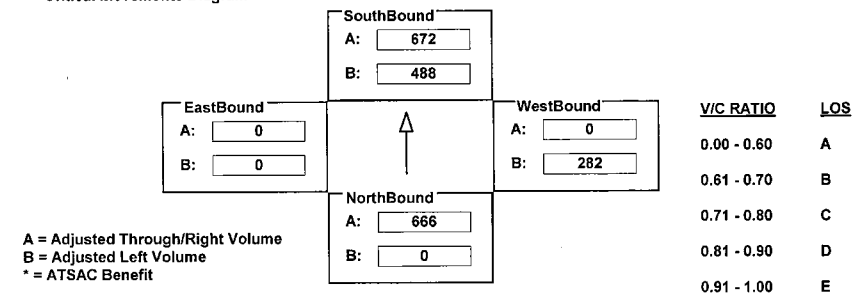 SouthBound
A: 672
B: 488
EastBound
A: 0
B: 0
WestBound
A: 0
B: 282
NorthBound
A: 666
B: 0
A = Adjusted Through/Right Volume
B = Adjusted Left Volume
* = ATSAC Benefit
V/C RATIO LOS
0.00 - 0.60 A
0.61 - 0.70 B
0.71 - 0.80 C
0.81 - 0.90 D
0.91 - 1.00 E